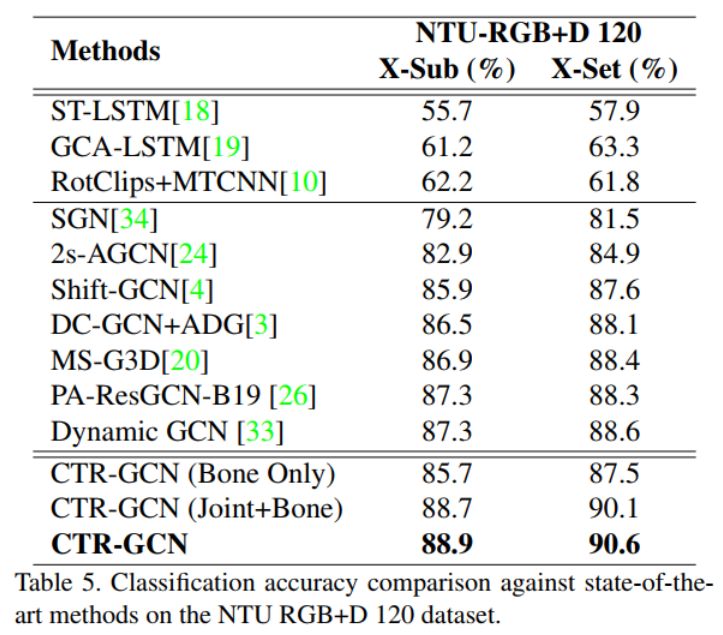 Methods NTU-RGB+D 120
X-Sub (%) X-Set (%)
ST-LSTM[18] 55.7 57.9
GCA-LSTM[19] 61.2 63.3
RotClips+MTCNN[10] 62.2 61.8
SGN[34] 79.2 81.5
2s-AGCN[24] 82.9 84.9
Shift-GCN[4] 85.9 87.6
DC-GCN+ADG[3] 86.5 88.1
MS-G3D[20] 86.9 88.4
PA-ResGCN-B19 [26] 87.3 88.3
Dynamic GCN [33] 87.3 88.6
CTR-GCN (Bone Only) 85.7 87.5
CTR-GCN (Joint+Bone) 88.7 90.1
CTR-GCN 88.9 90.6
Table 5. Classification accuracy comparison against state-of-the-
art methods on the NTU RGB+D 120 dataset.